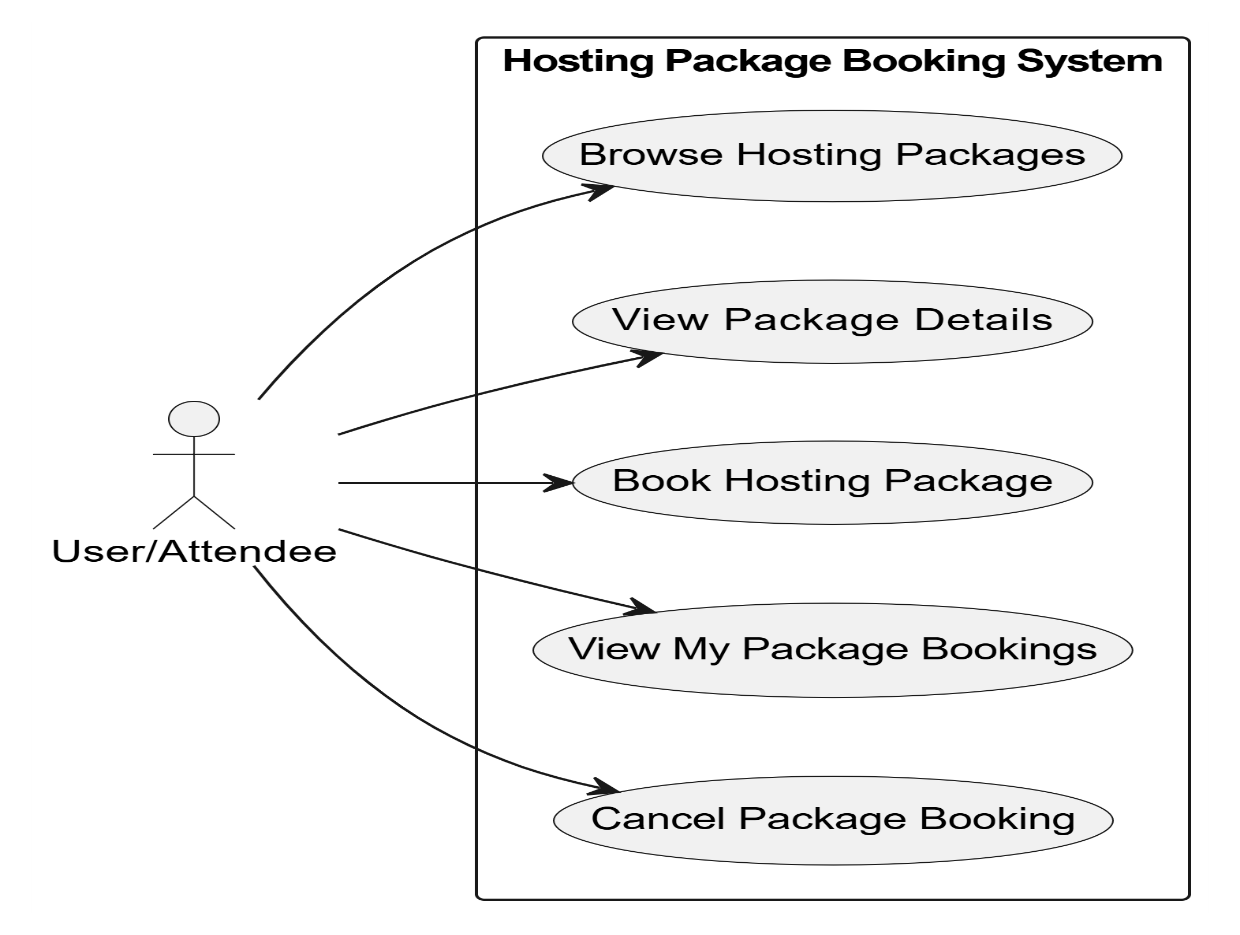 Hosting Package Booking System
Browse Hosting Packages
View Package Details
Book Hosting Package
User/Attendee
View My Package Bookings
Cancel Package Booking